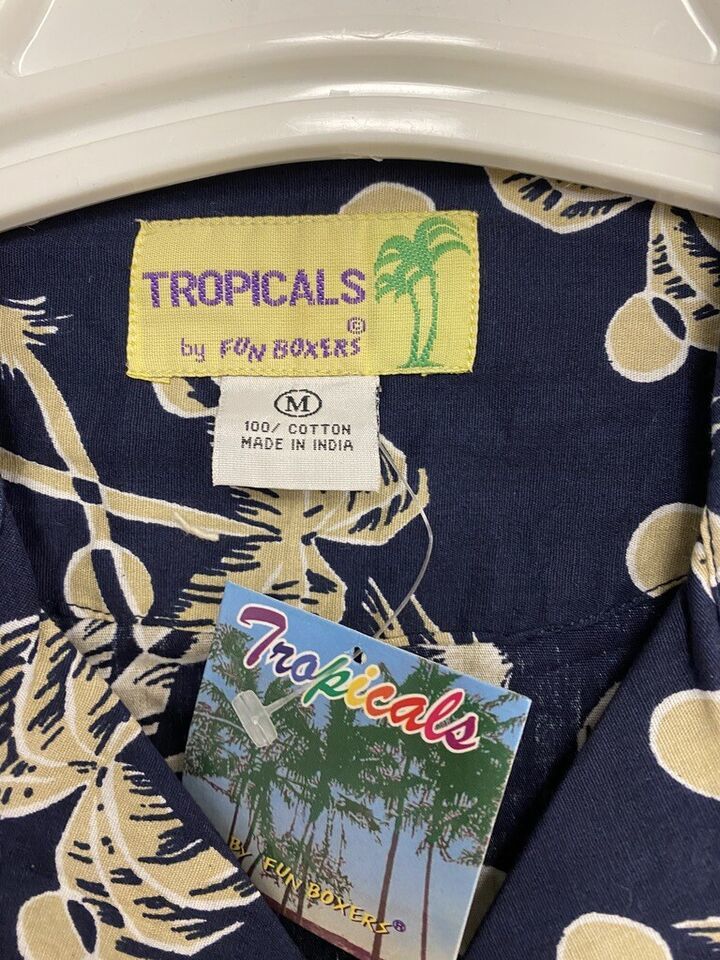 TROPICALS
©
by FUN BOXERS
M
100/ COTTON
MADE IN INDIA
Tropicals
BY FUN BOXERS®